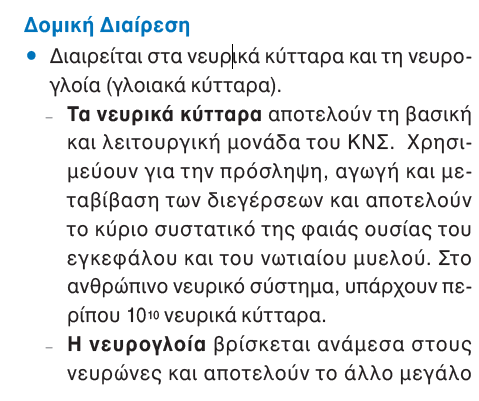 Δομική Διαίρεση
• Διαιρείται στα νευρικά κύτταρα και τη νευρο-
γλοία (γλοιακά κύτταρα).
– Τα νευρικά κύτταρα αποτελούν τη βασική
και λειτουργική μονάδα του ΚΝΣ. Χρησι-
μεύουν για την πρόσληψη, αγωγή και με-
ταβίβαση των διεγέρσεων και αποτελούν
το κύριο συστατικό της φαιάς ουσίας του
εγκεφάλου και του νωτιαίου μυελού. Στο
ανθρώπινο νευρικό σύστημα, υπάρχουν πε-
ρίπου 10¹⁰ νευρικά κύτταρα.
– Η νευρογλοία βρίσκεται ανάμεσα στους
νευρώνες και αποτελούν το άλλο μεγάλο